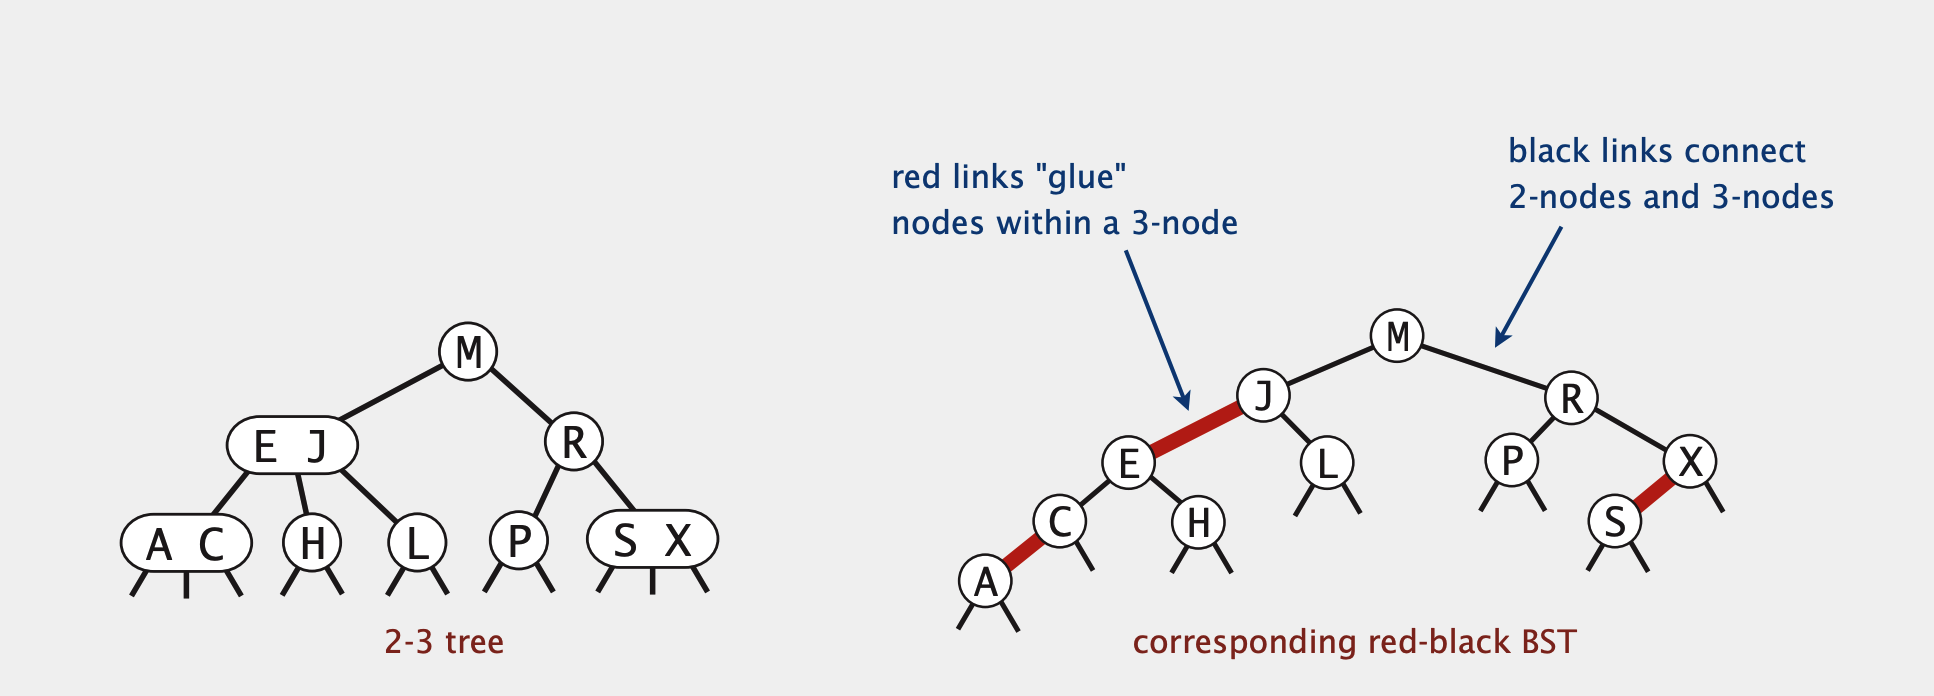 red links "glue"
nodes within a 3-node
black links connect
2-nodes and 3-nodes
M
E J
R
A C
H
L
P
S X
2-3 tree
M
J
R
E
L
P
X
C
H
S
A
corresponding red-black BST